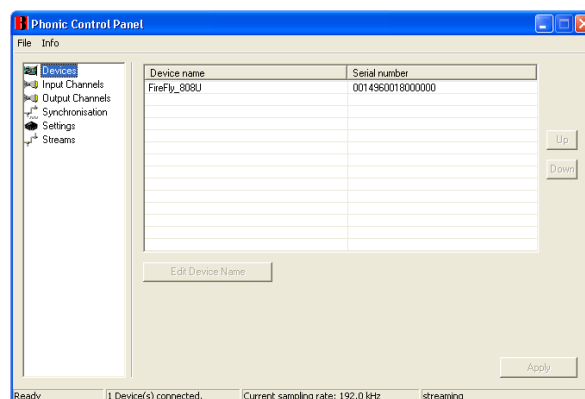 Phonic Control Panel
File Info
Devices
Input Channels
Output Channels
Synchronisation
Settings
Streams
Device name Serial number
FireFly_808U 0014960018000000
Up
Down
Edit Device Name
Apply
Ready 1 Device(s) connected. Current sampling rate: 192.0 kHz streaming